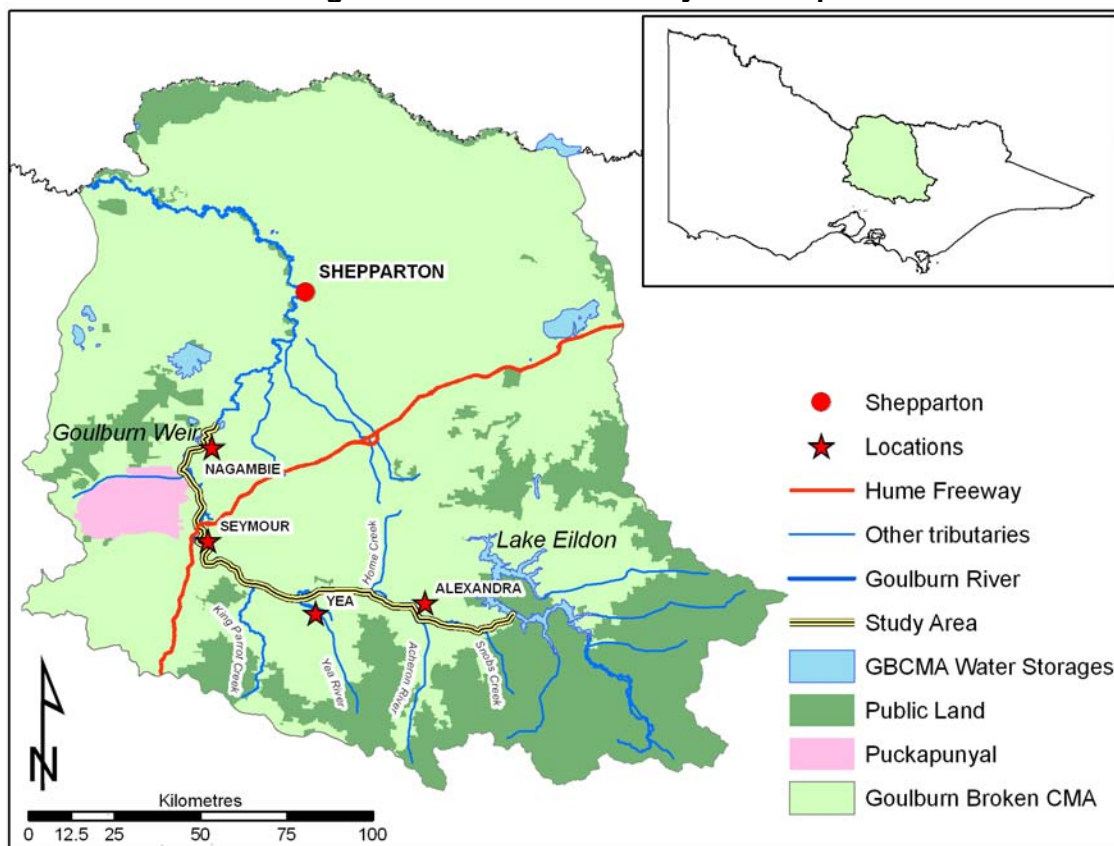 SHEPPARTON
Goulburn Weir
NAGAMBIE
SEYMOUR
Home Creek
Lake Eildon
ALEXANDRA
YEA
King Parrot Creek
Yea River
Acheron River
Snobs Creek
Shepparton
Locations
Hume Freeway
Other tributaries
Goulburn River
Study Area
GBCMA Water Storages
Public Land
Puckapunyal
Goulburn Broken CMA
N
Kilometres
0 12.5 25 50 75 100